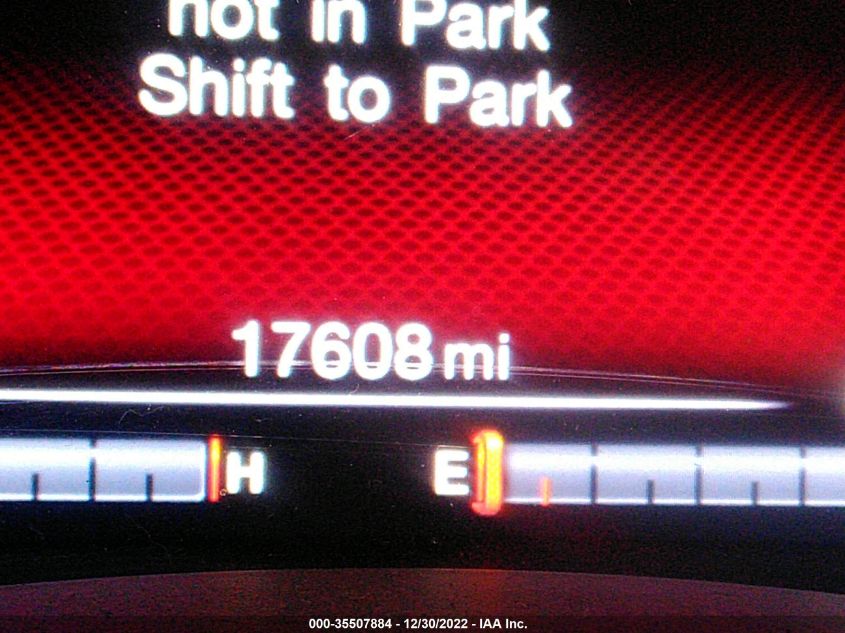 not in Park
Shift to Park
17608 mi
H E
000-35507884 - 12/30/2022 - IAA Inc.